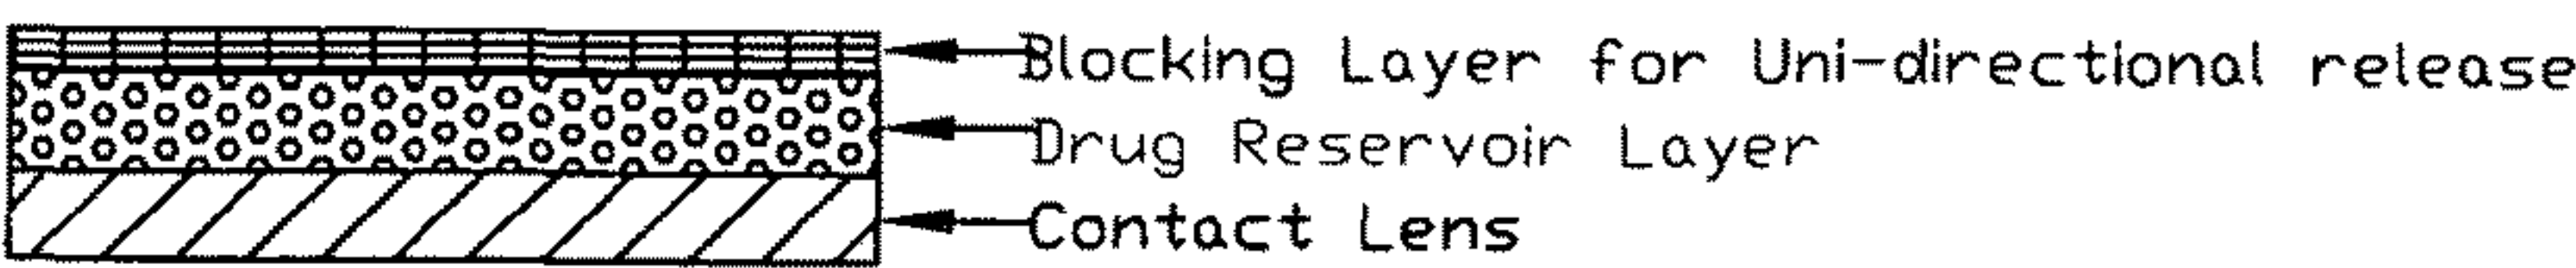 Blocking Layer for Uni-directional release
Drug Reservoir Layer
Contact Lens